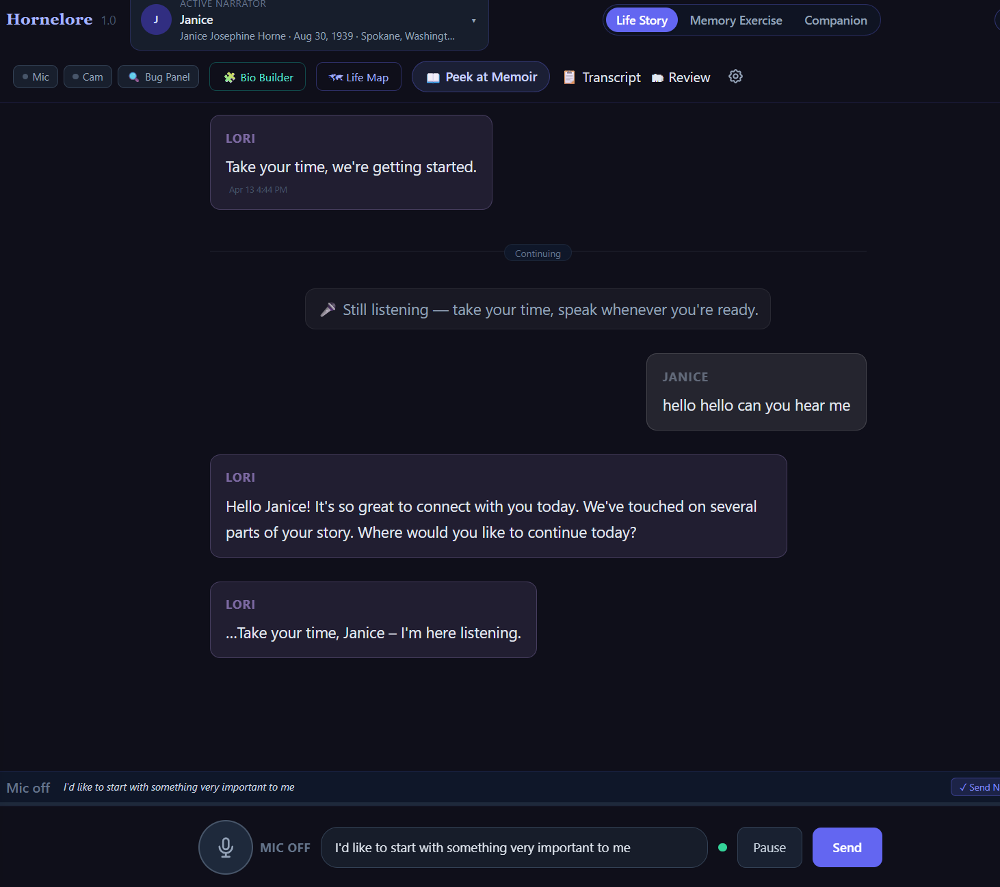 Hornelore 1.0
ACTIVE NARRATOR
J
Janice
Janice Josephine Horne · Aug 30, 1939 · Spokane, Washingt...
Life Story
Memory Exercise
Companion
Mic
Cam
Bug Panel
Bio Builder
Life Map
Peek at Memoir
Transcript
Review
LORI
Take your time, we're getting started.
Apr 13 4:44 PM
Continuing
Still listening — take your time, speak whenever you're ready.
JANICE
hello hello can you hear me
LORI
Hello Janice! It's so great to connect with you today. We've touched on several
parts of your story. Where would you like to continue today?
LORI
...Take your time, Janice – I'm here listening.
Mic off
I'd like to start with something very important to me
✓ Send N
MIC OFF
I'd like to start with something very important to me
Pause
Send